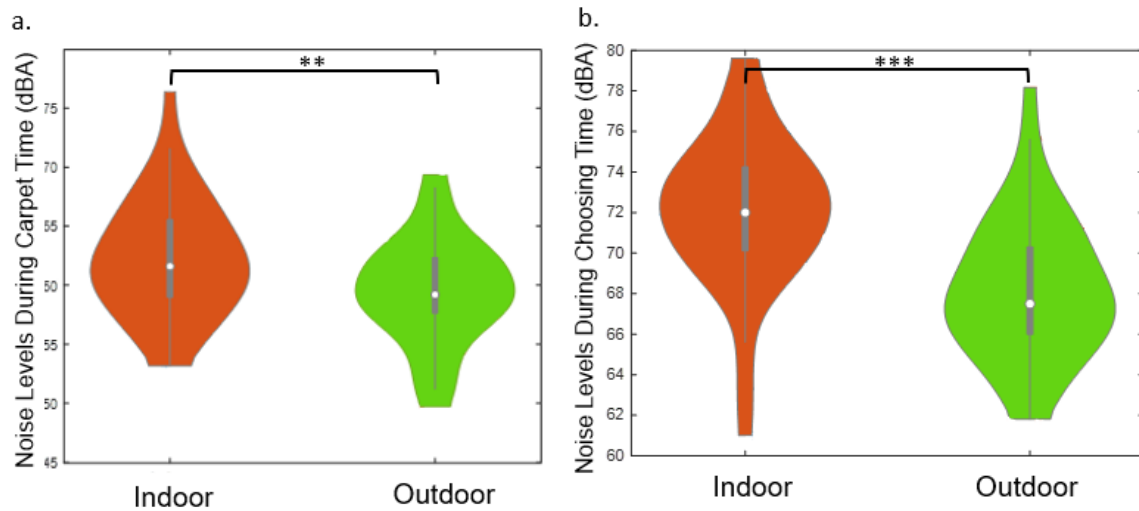 a.
Noise Levels During Carpet Time (dBA)
75
70
55
50
55
50
45
**
Indoor
Outdoor
b.
Noise Levels During Choosing Time (dBA)
80
78
76
74
72
70
68
66
64
62
60
***
Indoor
Outdoor